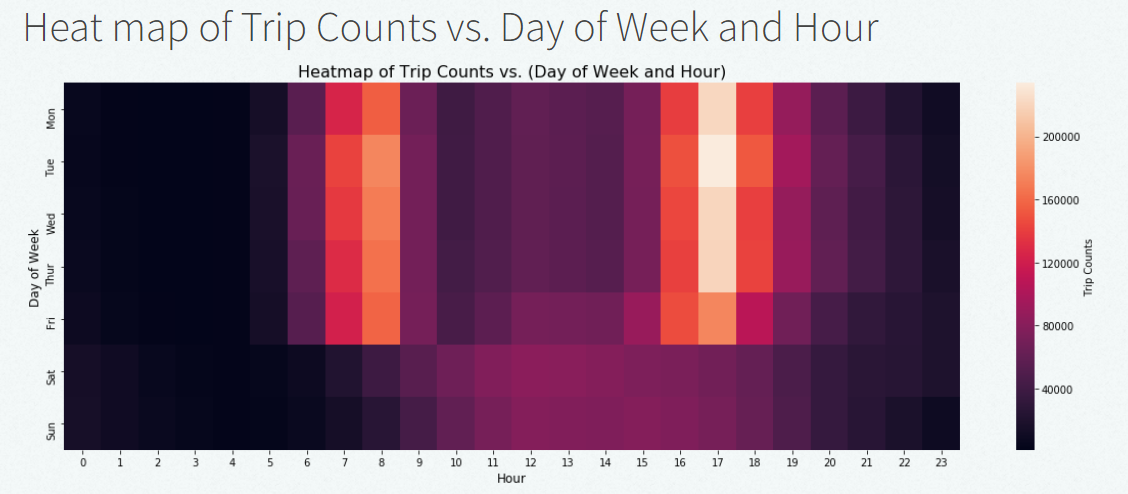 Heat map of Trip Counts vs. Day of Week and Hour
Heatmap of Trip Counts vs. (Day of Week and Hour)
Day of Week
Mon
Tue
Wed
Thur
Fri
Sat
Sun
0 1 2 3 4 5 6 7 8 9 10 11 12 13 14 15 16 17 18 19 20 21 22 23
Hour
200000
160000
120000
80000
40000
Trip Counts